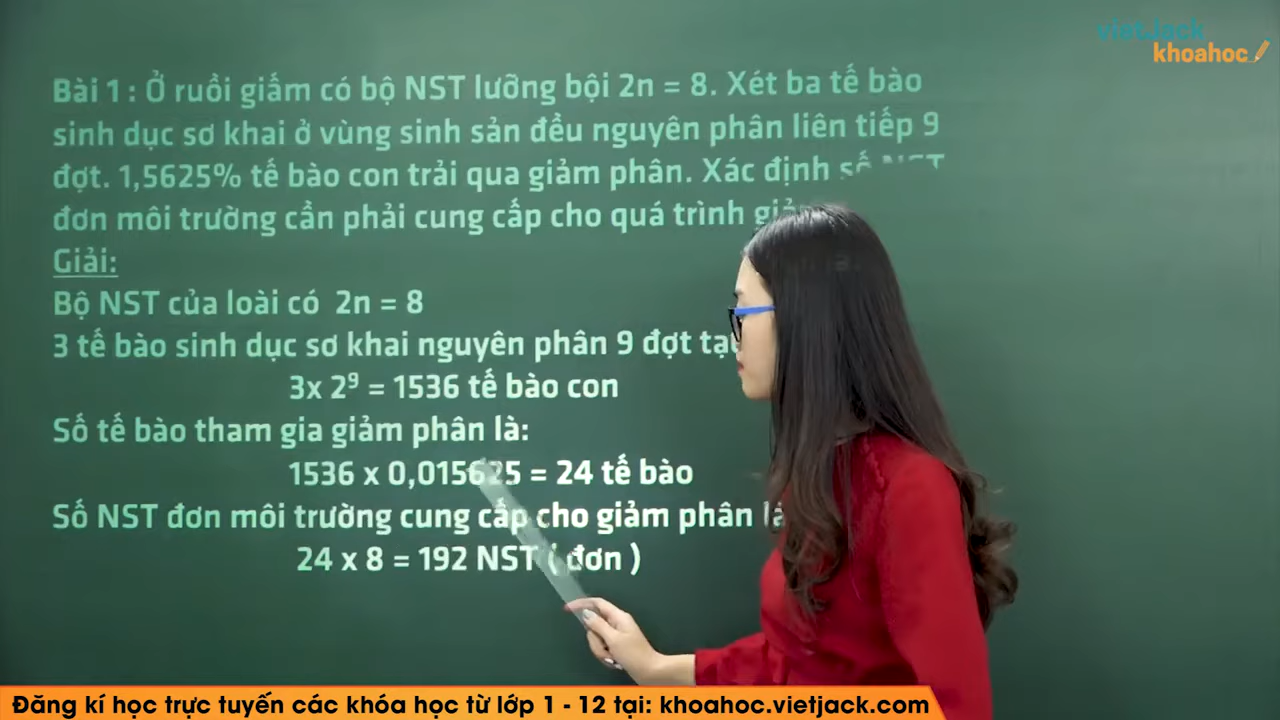 vietJack
khoahoc
Bài 1 : Ở ruồi giấm có bộ NST lưỡng bội 2n = 8. Xét ba tế bào
sinh dục sơ khai ở vùng sinh sản đều nguyên phân liên tiếp 9
đợt. 1,5625% tế bào con trải qua giảm phân. Xác định số NST
đơn môi trường cần phải cung cấp cho quá trình
Giải:
Bộ NST của loài có 2n = 8
3 tế bào sinh dục sơ khai nguyên phân 9 đợt
3x 2⁹ = 1536 tế bào con
Số tế bào tham gia giảm phân là:
1536 x 0,015625 = 24 tế bào
Số NST đơn môi trường cung cấp cho giảm phân là
24 x 8 = 192 NST ( đơn )
Đăng kí học trực tuyến các khóa học từ lớp 1 - 12 tại: khoahoc.vietjack.com